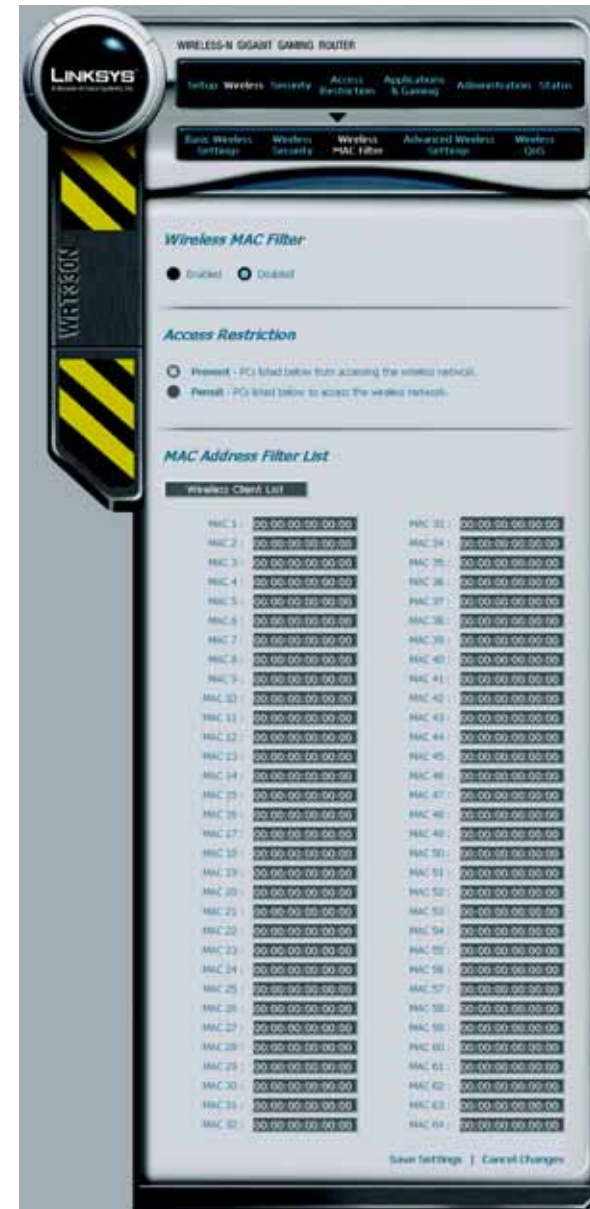 LINKSYS
WIRELESS-N GIGABIT GAMING ROUTER
Setup Wireless Security Access Restriction Applications & Gaming Administration Status
Basic Wireless Settings Wireless Security Wireless MAC Filter Advanced Wireless Settings Wireless QoS
WRT330N
Wireless MAC Filter
Enabled Disabled
Access Restriction
Prevent - PCs listed below from accessing the wireless network.
Permit - PCs listed below to access the wireless network.
MAC Address Filter List
Wireless Client List
MAC 1 : 00:00:00:00:00:00 MAC 33 : 00:00:00:00:00:00
MAC 2 : 00:00:00:00:00:00 MAC 34 : 00:00:00:00:00:00
MAC 3 : 00:00:00:00:00:00 MAC 35 : 00:00:00:00:00:00
MAC 4 : 00:00:00:00:00:00 MAC 36 : 00:00:00:00:00:00
MAC 5 : 00:00:00:00:00:00 MAC 37 : 00:00:00:00:00:00
MAC 6 : 00:00:00:00:00:00 MAC 38 : 00:00:00:00:00:00
MAC 7 : 00:00:00:00:00:00 MAC 39 : 00:00:00:00:00:00
MAC 8 : 00:00:00:00:00:00 MAC 40 : 00:00:00:00:00:00
MAC 9 : 00:00:00:00:00:00 MAC 41 : 00:00:00:00:00:00
MAC 10 : 00:00:00:00:00:00 MAC 42 : 00:00:00:00:00:00
MAC 11 : 00:00:00:00:00:00 MAC 43 : 00:00:00:00:00:00
MAC 12 : 00:00:00:00:00:00 MAC 44 : 00:00:00:00:00:00
MAC 13 : 00:00:00:00:00:00 MAC 45 : 00:00:00:00:00:00
MAC 14 : 00:00:00:00:00:00 MAC 46 : 00:00:00:00:00:00
MAC 15 : 00:00:00:00:00:00 MAC 47 : 00:00:00:00:00:00
MAC 16 : 00:00:00:00:00:00 MAC 48 : 00:00:00:00:00:00
MAC 17 : 00:00:00:00:00:00 MAC 49 : 00:00:00:00:00:00
MAC 18 : 00:00:00:00:00:00 MAC 50 : 00:00:00:00:00:00
MAC 19 : 00:00:00:00:00:00 MAC 51 : 00:00:00:00:00:00
MAC 20 : 00:00:00:00:00:00 MAC 52 : 00:00:00:00:00:00
MAC 21 : 00:00:00:00:00:00 MAC 53 : 00:00:00:00:00:00
MAC 22 : 00:00:00:00:00:00 MAC 54 : 00:00:00:00:00:00
MAC 23 : 00:00:00:00:00:00 MAC 55 : 00:00:00:00:00:00
MAC 24 : 00:00:00:00:00:00 MAC 56 : 00:00:00:00:00:00
MAC 25 : 00:00:00:00:00:00 MAC 57 : 00:00:00:00:00:00
MAC 26 : 00:00:00:00:00:00 MAC 58 : 00:00:00:00:00:00
MAC 27 : 00:00:00:00:00:00 MAC 59 : 00:00:00:00:00:00
MAC 28 : 00:00:00:00:00:00 MAC 60 : 00:00:00:00:00:00
MAC 29 : 00:00:00:00:00:00 MAC 61 : 00:00:00:00:00:00
MAC 30 : 00:00:00:00:00:00 MAC 62 : 00:00:00:00:00:00
MAC 31 : 00:00:00:00:00:00 MAC 63 : 00:00:00:00:00:00
MAC 32 : 00:00:00:00:00:00 MAC 64 : 00:00:00:00:00:00
Save Settings | Cancel Changes